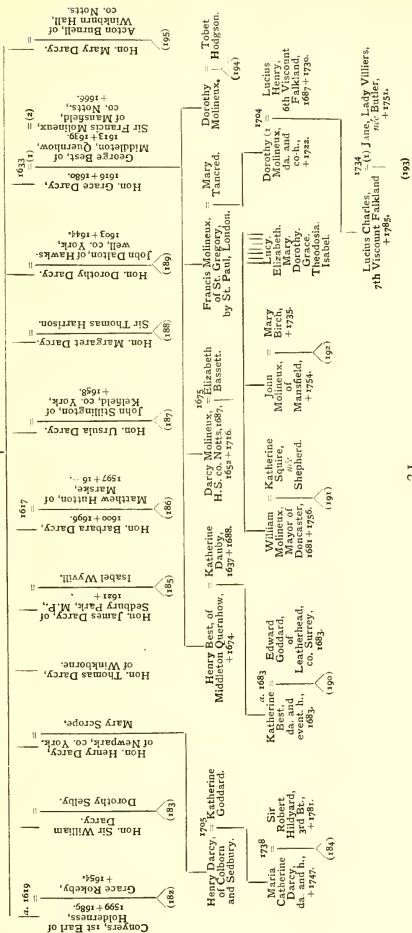 a. 1619
Conyers, 1st Earl of
Holderness,
1599 + 1689.
=
Grace Rokeby,
+ 1654.
(182)
Hon. Sir William
Darcy.
=
Dorothy Selby.
(183)
Hon. Henry Darcy,
of Newpark, co. York.
=
Mary Scrope,
Hon. Thomas Darcy,
of Winkborne.
Hon. James Darcy, of
Sedbury Park, M.P.,
1621 +
=
Isabel Wyvill.
(185)
1617
Hon. Barbara Darcy,
1600 + 1696.
=
Matthew Hutton, of
Marske,
1597 + 16
(186)
Hon. Ursula Darcy.
=
John Stillington, of
Kelfeld, co. York,
+ 1658.
(187)
Hon. Margaret Darcy.
=
Sir Thomas Harrison
(188)
Hon. Dorothy Darcy,
=
John Dalton, of Hawks-
well, co. York,
1603 + 1644.
(189)
Hon. Grace Darcy,
1616 + 1680.
1633 (1)
=
George Best, of
Middleton, Quernhow,
+ 1639.
(2)
Sir Francis Molineux,
of Mansfield,
co. Notts.,
+ 1666.
Hon. Mary Darcy.
=
Acton Burnell, of
Winkburn Hall,
co. Notts.
(195)
Henry Darcy,
of Colborn
and Sedbury.
1705
=
Katherine
Goddard.
Henry Best, of
Middleton Quernhow,
+ 1674.
=
Katherine
Dauby,
1637 + 1688.
Darcy Molineux,
H.S. co. Notts, 1687,
1652 + 1716.
1675
=
Elizabeth
Bassett.
Francis Molineux,
of St. Gregory,
by St. Paul, London.
=
Mary
Tancred.
Dorothy
Molineux.
=
Tobet
Hodgson.
(194)
Maria
Catherine
Darcy,
da. and h.,
+ 1747.
1738
=
Sir
Robert
Hildyard,
3rd Bt.,
+ 1781.
(184)
Katherine
Best,
da. and
event. h.,
1683.
a. 1683
=
Edward
Goddard,
of
Leatherhead,
co. Surrey,
1683.
(190)
William
Molineux,
Mayor of
Doncaster,
1681 + 1756.
=
Katherine
Squire,
née
Shepherd.
(191)
John
Molineux,
of
Mansfield,
+ 1754.
=
Mary
Birch,
+ 1735.
(192)
Lucy.
Elizabeth.
Mary.
Dorothy.
Grace.
Theodosia.
Isabel.
Dorothy (1
Molineux,
da. and
co-h.,
+ 1722.
1704
=
Lucius
Henry,
6th Viscount
Falkland,
1687 + 1730.
Lucius Charles,
7th Viscount Falkland
+ 1785,
1734
= (1) Jane, Lady Villiers,
née Butler,
+ 1751.
(193)